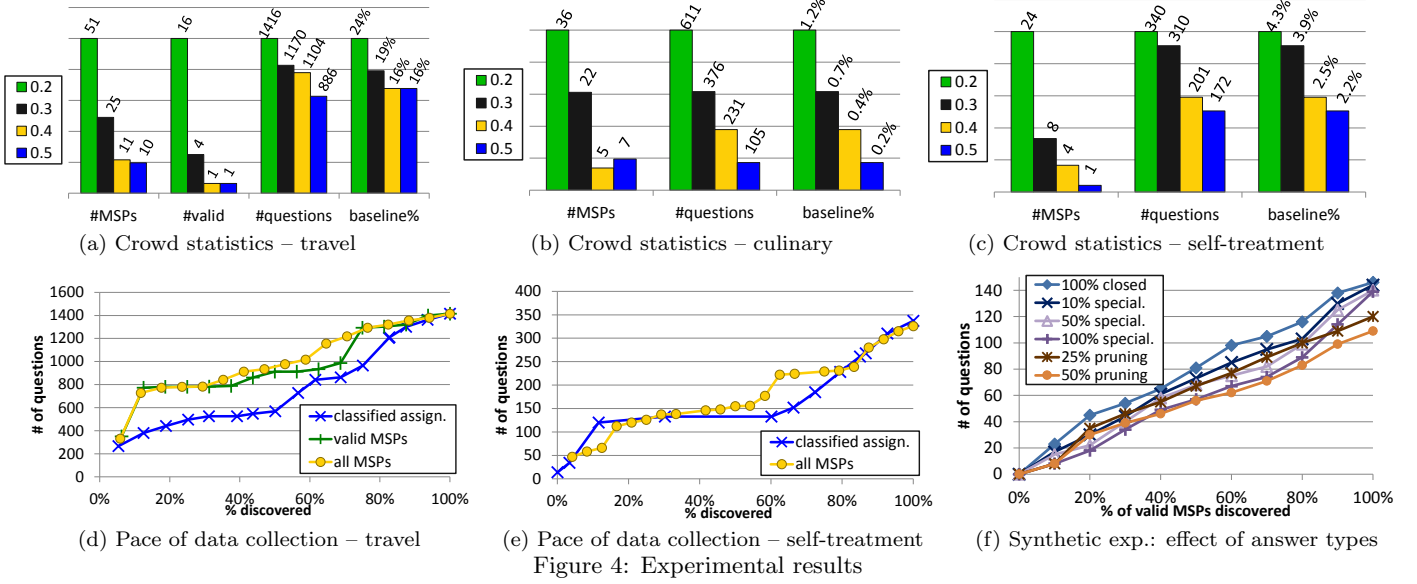 51
25
11
10
16
4
1
1
1416
1170
1104
886
24%
19%
16%
16%
0.2
0.3
0.4
0.5
#MSPs
#valid
#questions
baseline%
(a) Crowd statistics – travel
36
22
5
7
611
376
231
105
1.2%
0.7%
0.4%
0.2%
0.2
0.3
0.4
0.5
#MSPs
#questions
baseline%
(b) Crowd statistics – culinary
24
8
4
1
340
310
201
172
4.3%
3.9%
2.5%
2.2%
0.2
0.3
0.4
0.5
#MSPs
#questions
baseline%
(c) Crowd statistics – self-treatment
# of questions
1600
1400
1200
1000
800
600
400
200
0
classified assign.
valid MSPs
all MSPs
0% 20% 40% 60% 80% 100%
% discovered
(d) Pace of data collection – travel
# of questions
400
350
300
250
200
150
100
50
0
classified assign.
all MSPs
0% 20% 40% 60% 80% 100%
% discovered
(e) Pace of data collection – self-treatment
# of questions
140
120
100
80
60
40
20
0
100% closed
10% special.
50% special.
100% special.
25% pruning
50% pruning
0% 20% 40% 60% 80% 100%
% of valid MSPs discovered
(f) Synthetic exp.: effect of answer types
Figure 4: Experimental results